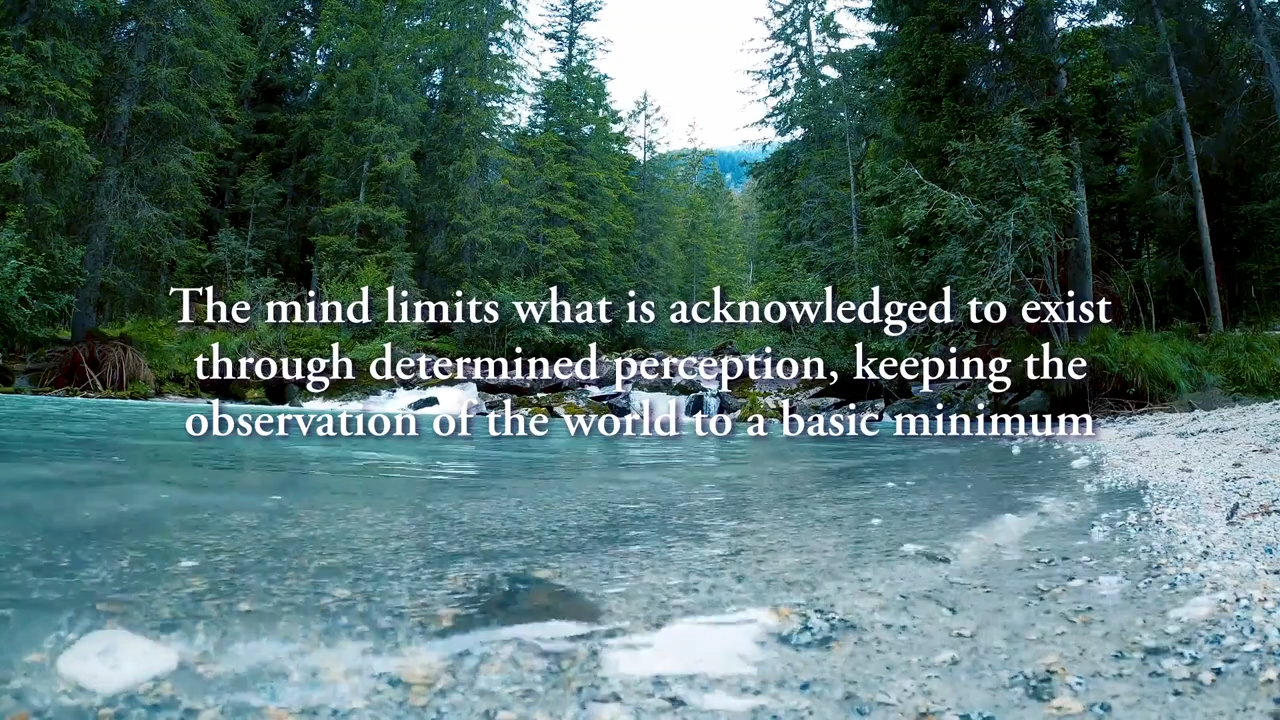 The mind limits what is acknowledged to exist
through determined perception, keeping the
observation of the world to a basic minimum